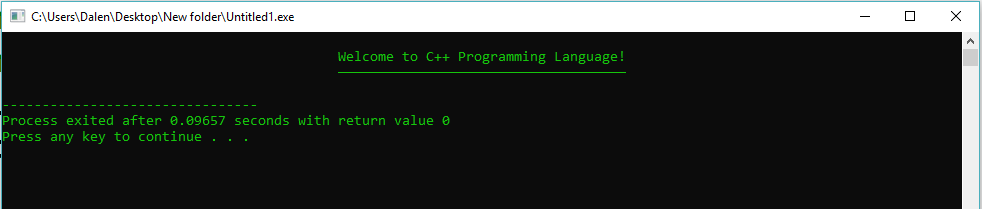 C:\Users\Dalen\Desktop\New folder\Untitled1.exe
Welcome to C++ Programming Language!
--------------------------------
Process exited after 0.09657 seconds with return value 0
Press any key to continue . . .